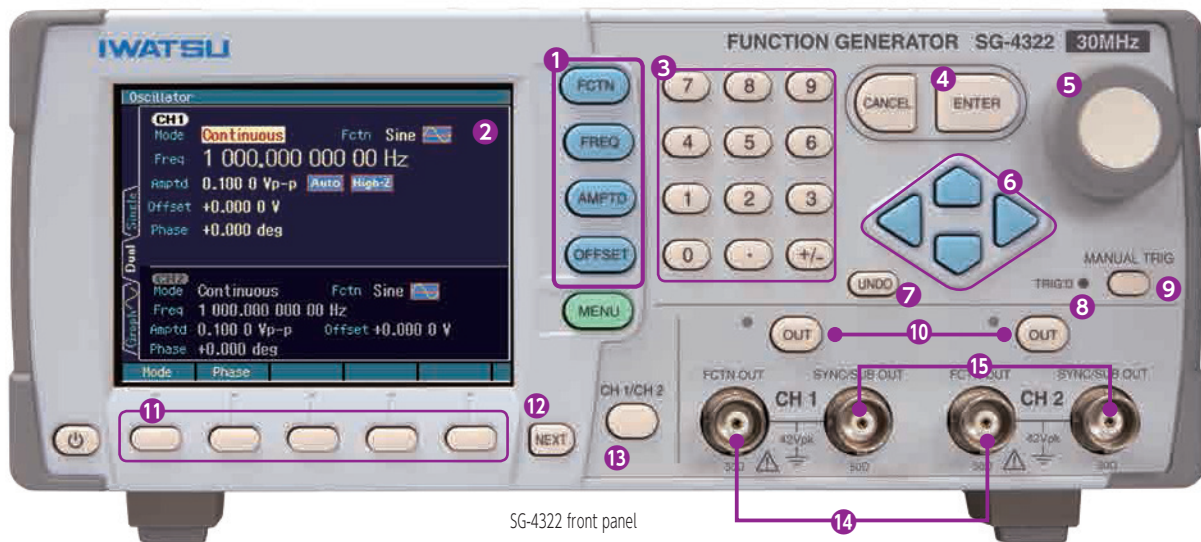 IWATSU
FUNCTION GENERATOR SG-4322 30MHz
Oscillator
CH1
Mode Continuous Fctn Sine
Freq 1 000.000 000 00 Hz
Amptd 0.100 0 Vp-p Auto High-Z
Offset +0.000 0 V
Phase +0.000 deg
Single
Dual
Graph
CH2
Mode Continuous Fctn Sine
Freq 1 000.000 000 00 Hz
Amptd 0.100 0 Vp-p Offset +0.000 0 V
Phase +0.000 deg
Mode Phase
1
2
FCTN
FREQ
AMPTD
OFFSET
MENU
3
7 8 9
4 5 6
1 2 3
0 . +/-
4
CANCEL ENTER
5
6
UNDO
7
MANUAL TRIG
TRIG'D
8
9
OUT 10 OUT
11
12
NEXT
CH 1/CH 2
13
FCTN OUT SYNC/SUB OUT 15 FCTN OUT SYNC/SUB OUT
CH 1 CH 2
42Vpk 42Vpk
50Ω 50Ω 50Ω 50Ω
14
SG-4322 front panel